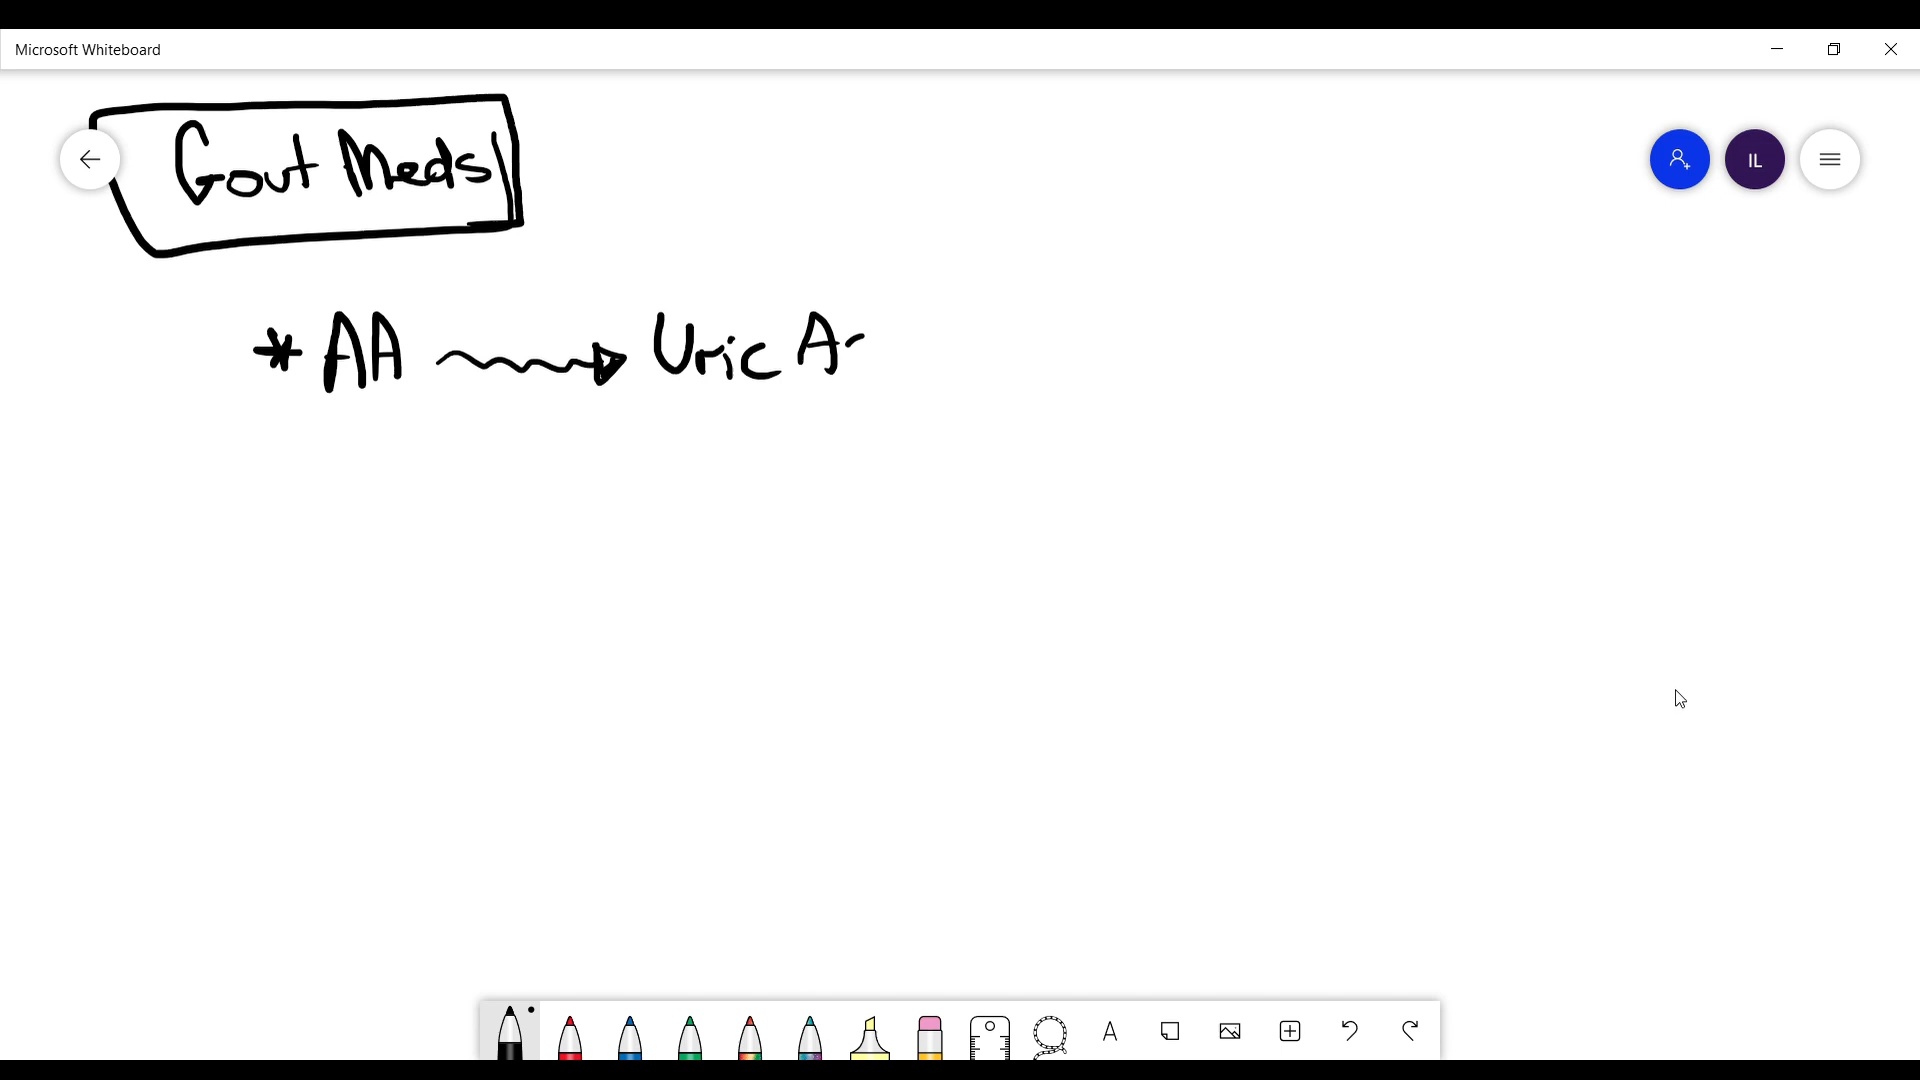 Microsoft Whiteboard
Gout Meds
IL
* AA → Uric A
A